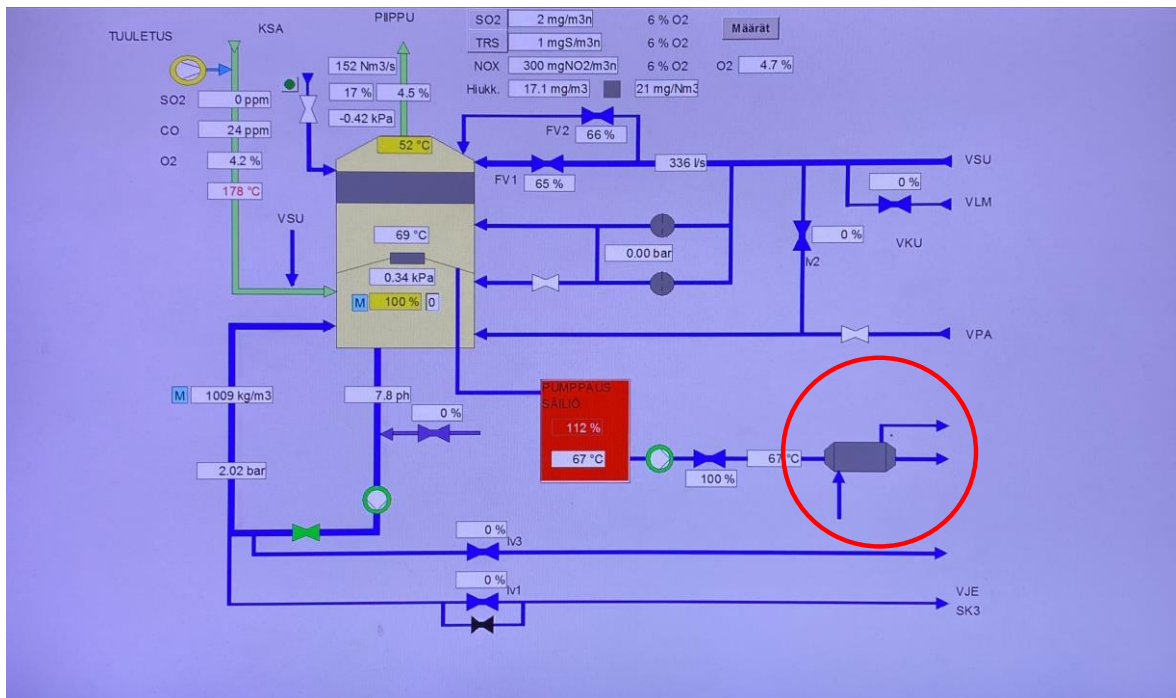 TUULETUS
KSA
PIIPPU
SO2 2 mg/m3n 6 % O2
Määrät
TRS 1 mgS/m3n 6 % O2
NOX 300 mgNO2/m3n 6 % O2
O2 4.7 %
Hiukk. 17.1 mg/m3 21 mg/Nm3
152 Nm3/s
17 % 4.5 %
-0.42 kPa
SO2 0 ppm
CO 24 ppm
O2 4.2 %
178 °C
52 °C
FV2 66 %
FV1 65 %
336 l/s
VSU
0 %
VLM
VSU
69 °C
0.00 bar
0 %
VKU
lv2
0.34 kPa
M 100 % 0
VPA
M 1009 kg/m3
7.8 ph
0 %
PUMPPAUS
SÄILIÖ
112 %
67 °C
67 °C
100 %
2.02 bar
0 %
lv3
0 %
lv1
VJE
SK3